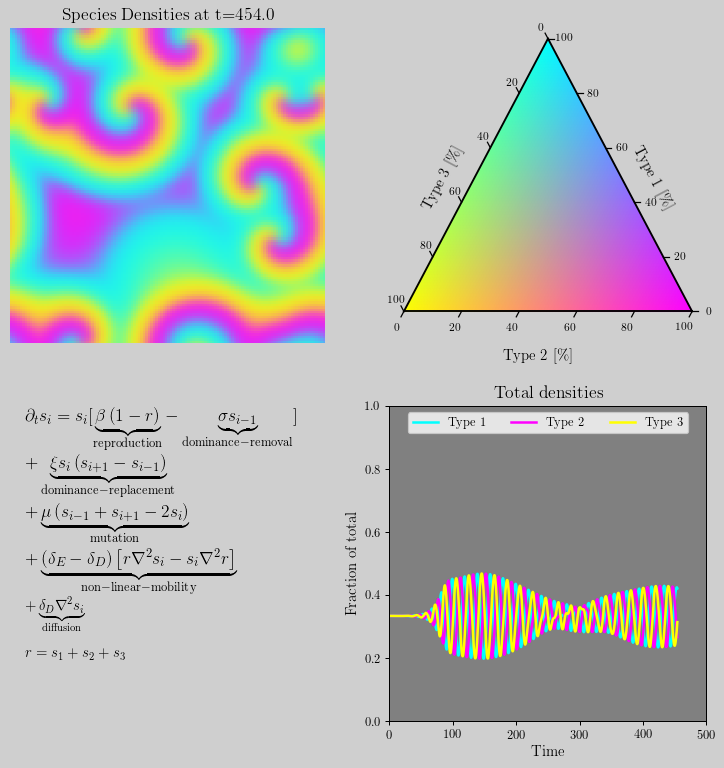 Species Densities at t=454.0
0
100
20
80
40
60
Type 3 [%]
Type 1 [%]
60
40
80
20
100
0
0
20
40
60
80
100
Type 2 [%]
∂ₜsᵢ = sᵢ[ β (1 − r) − σsᵢ₋₁ ]
reproduction dominance−removal
+ ξsᵢ (sᵢ₊₁ − sᵢ₋₁)
dominance−replacement
+ μ (sᵢ₋₁ + sᵢ₊₁ − 2sᵢ)
mutation
+ (δ_E − δ_D) [r∇²sᵢ − sᵢ∇²r]
non−linear−mobility
+ δ_D∇²sᵢ
diffusion
r = s₁ + s₂ + s₃
Total densities
Type 1 Type 2 Type 3
1.0
0.8
0.6
0.4
0.2
0.0
Fraction of total
0 100 200 300 400 500
Time